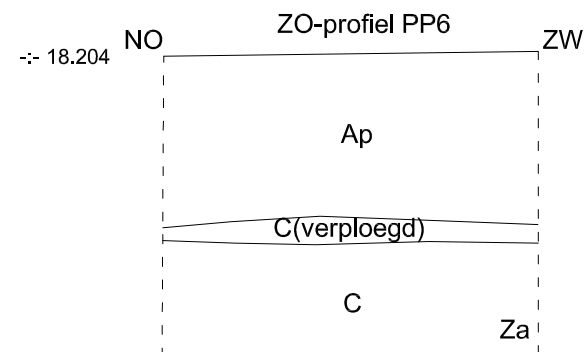 ZO-profiel PP6
NO
ZW
-:- 18.204
Ap
C(verploegd)
C
Za